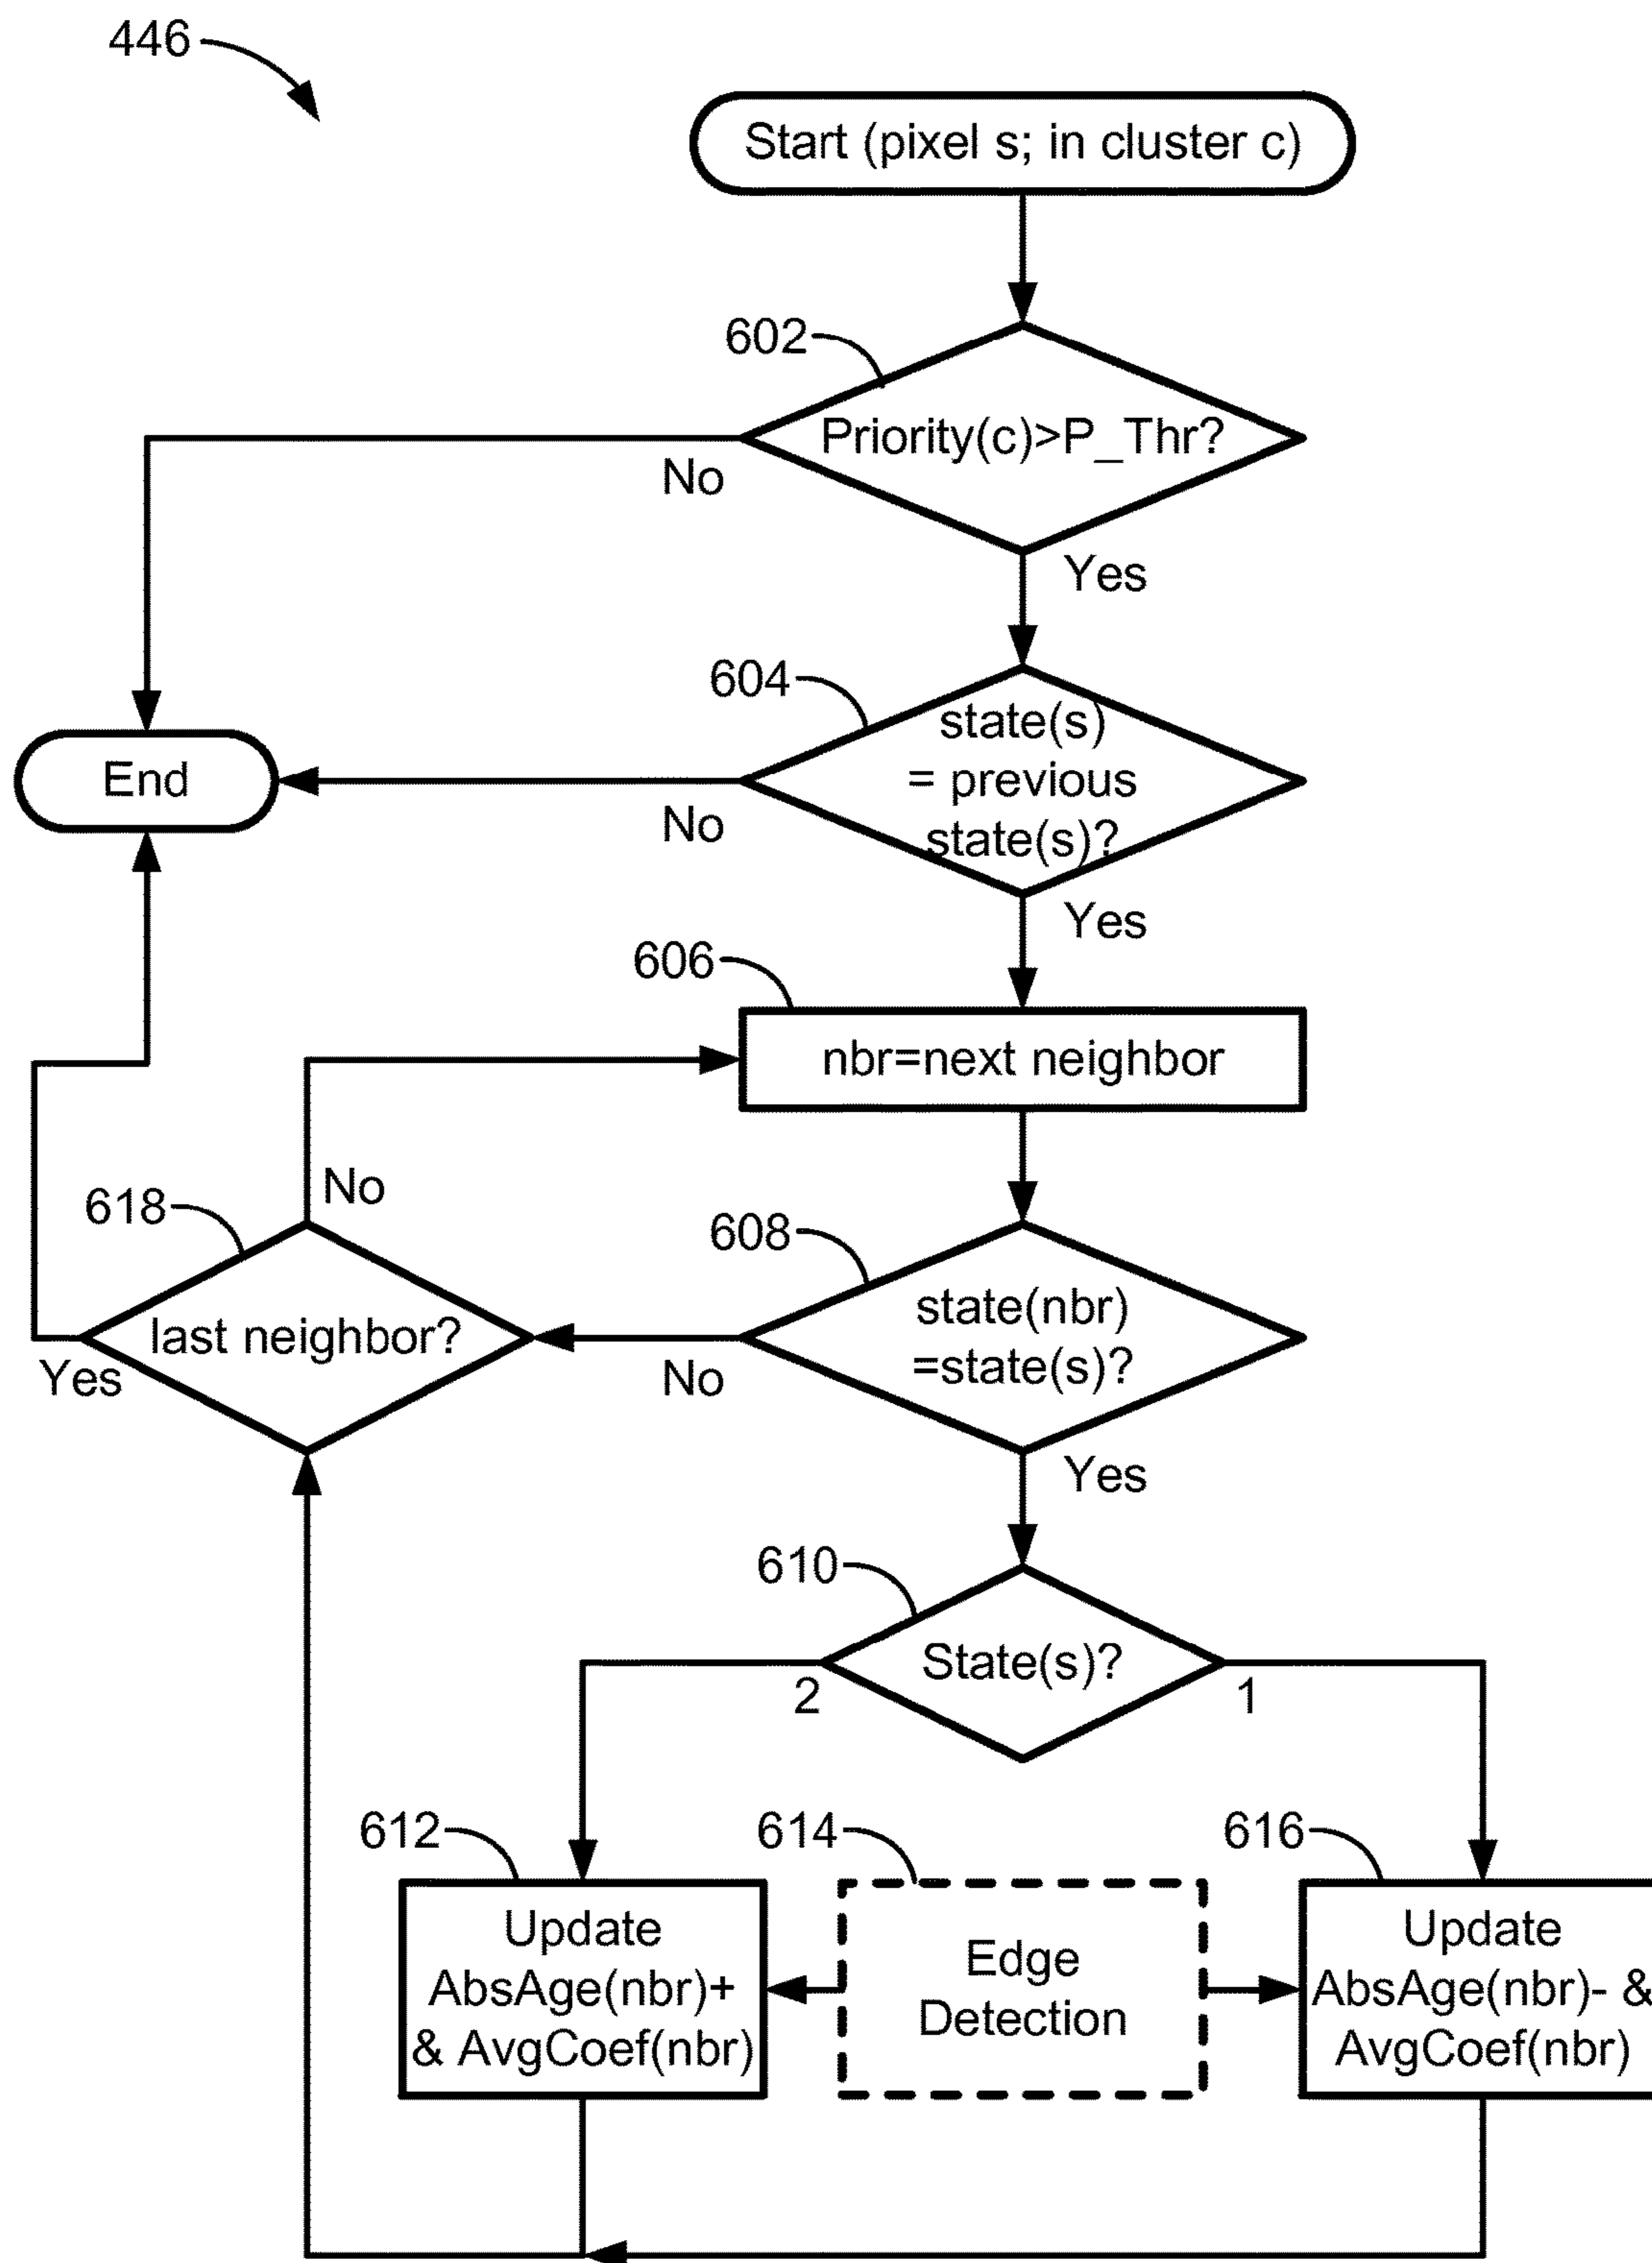 446
Start (pixel s; in cluster c)
602
Priority(c)>P_Thr?
No
Yes
604
state(s)
= previous
state(s)?
End
No
Yes
606
nbr=next neighbor
No
618
608
state(nbr)
=state(s)?
last neighbor?
Yes
No
Yes
610
State(s)?
2
1
612
614
616
Update
AbsAge(nbr)+
& AvgCoef(nbr)
Edge
Detection
Update
AbsAge(nbr)- &
AvgCoef(nbr)